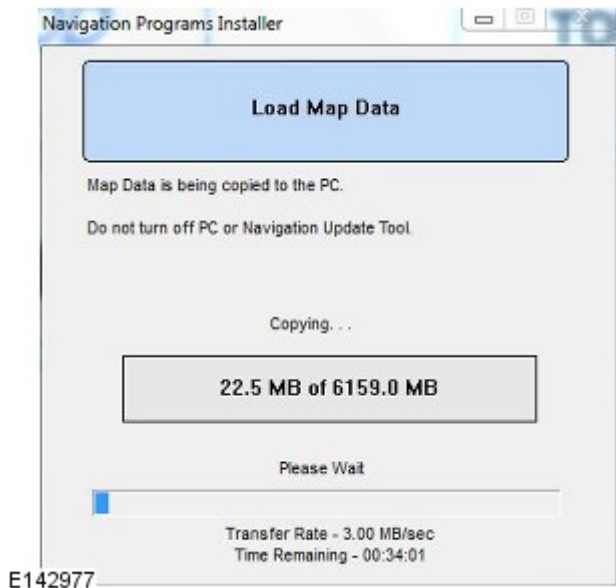 Navigation Programs Installer
Load Map Data
Map Data is being copied to the PC.
Do not turn off PC or Navigation Update Tool.
Copying. . .
22.5 MB of 6159.0 MB
Please Wait
Transfer Rate - 3.00 MB/sec
Time Remaining - 00:34:01
E142977